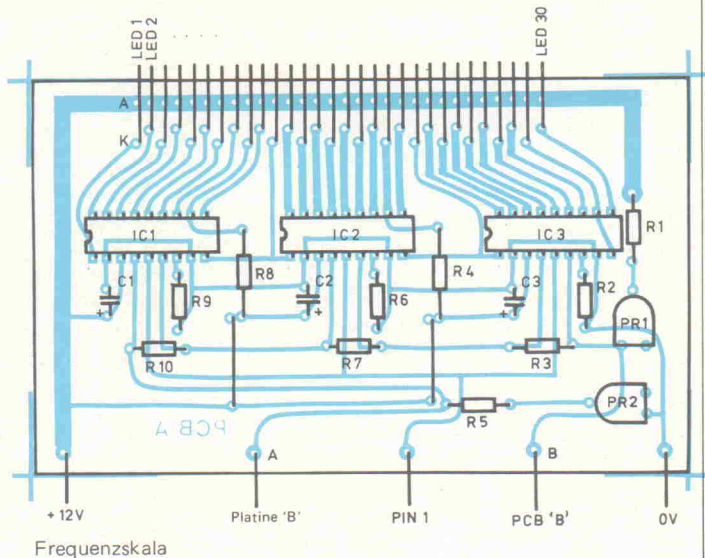 LED 1
LED 2
LED 30
A
K
IC1
IC2
IC3
R1
C1
R9
R8
C2
R6
R4
C3
R2
PR1
R10
R7
R3
PR2
R5
PCB A
A
B
+ 12V
Platine 'B'
PIN 1
PCB 'B'
0V
Frequenzskala